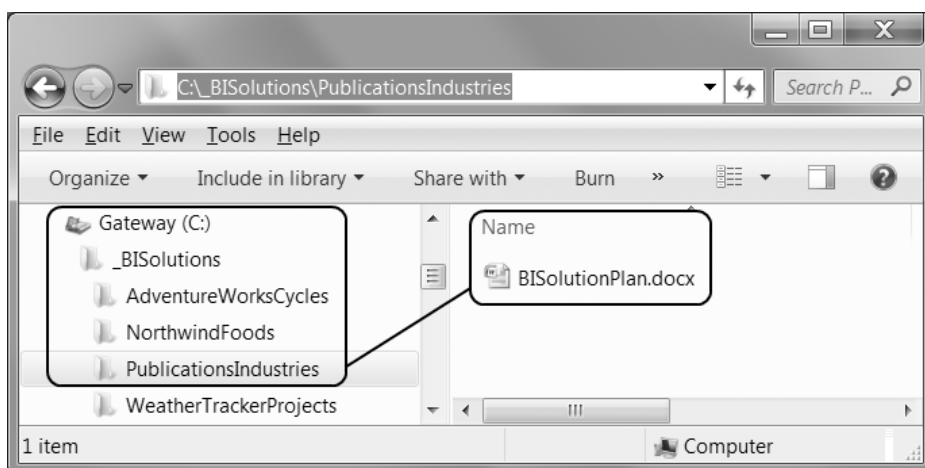 C:\_BISolutions\PublicationsIndustries
Search P...
File Edit View Tools Help
Organize Include in library Share with Burn »
Gateway (C:)
_BISolutions
AdventureWorksCycles
NorthwindFoods
PublicationsIndustries
WeatherTrackerProjects
Name
BISolutionPlan.docx
1 item
Computer